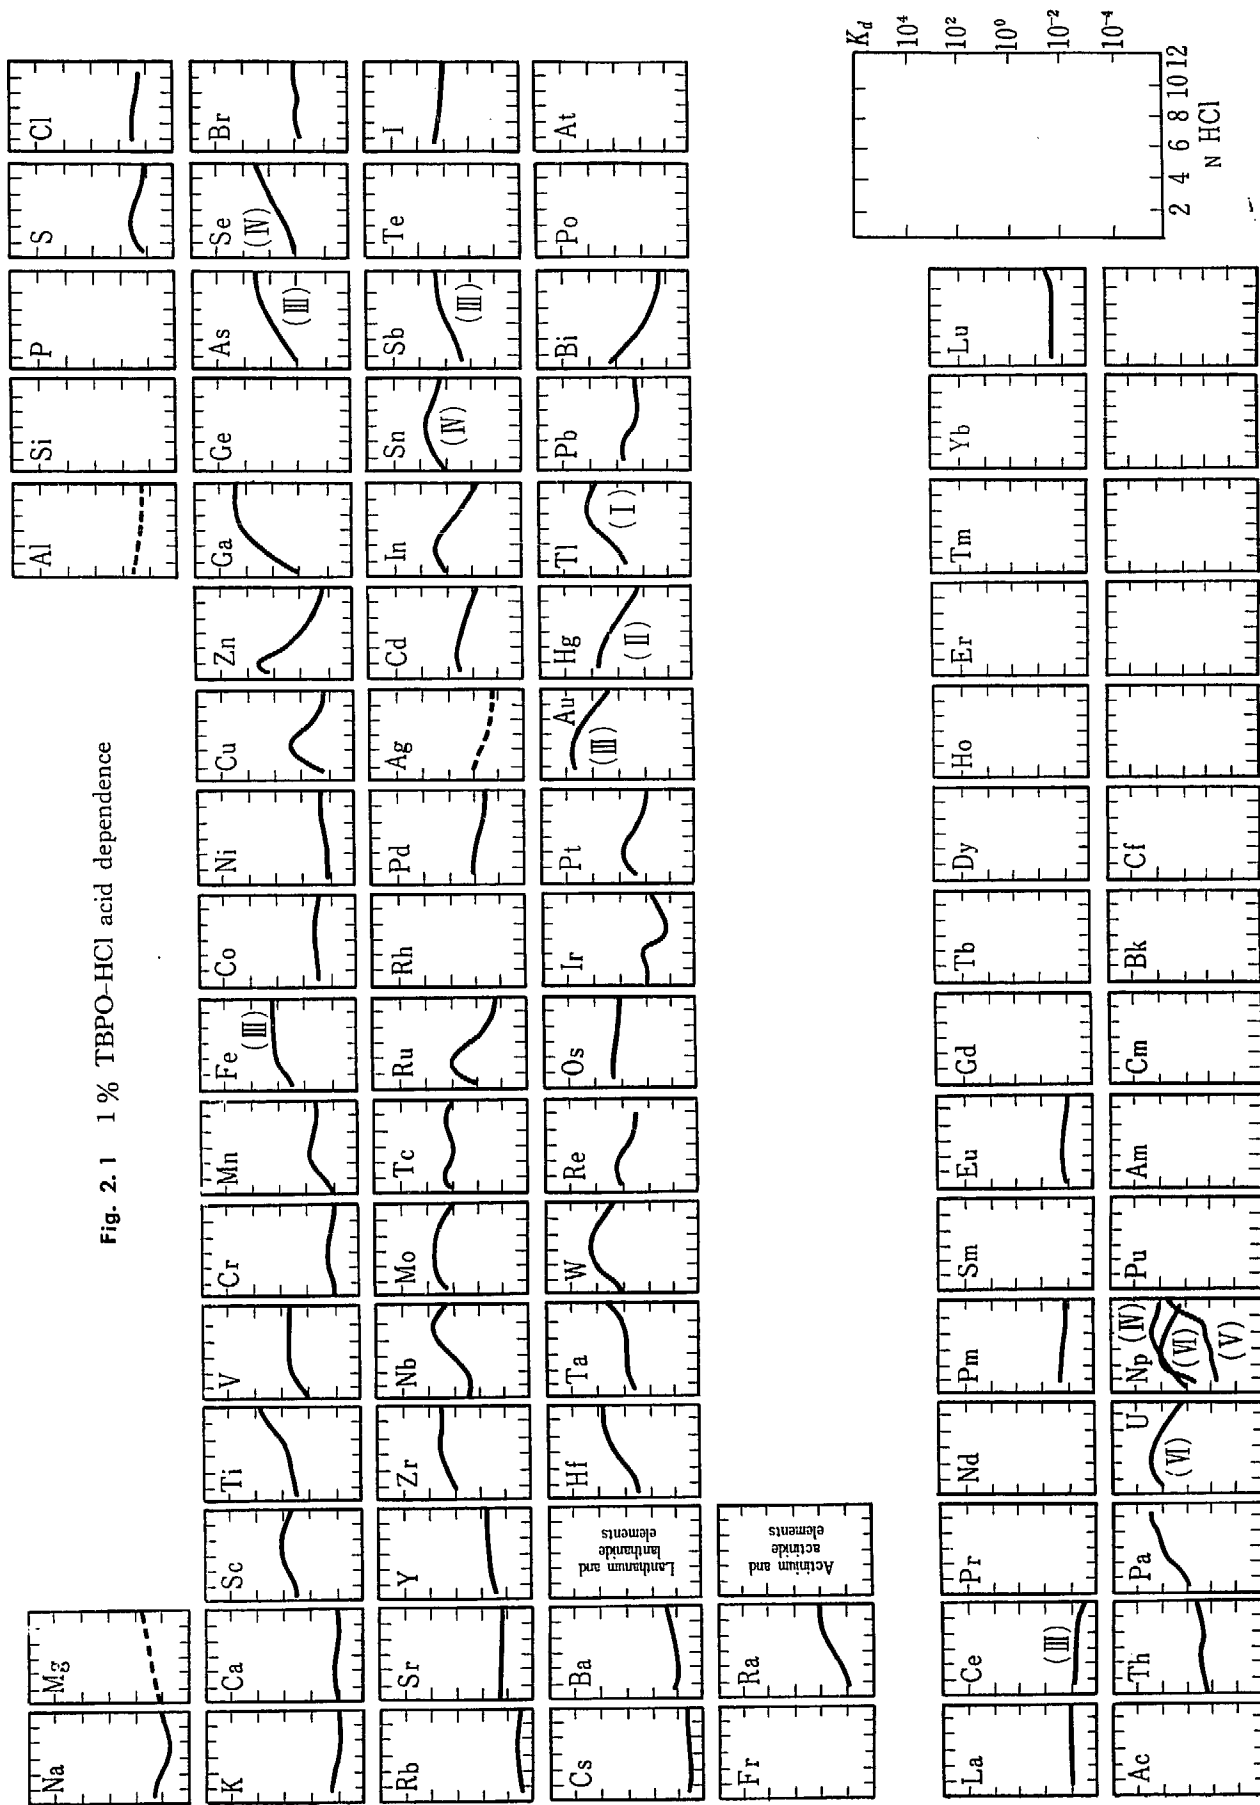 Na
Mg
Al
Si
P
S
Cl
K
Ca
Sc
Ti
V
Cr
Mn
Fe
(Ⅲ)
Co
Ni
Cu
Zn
Ga
Ge
As
(Ⅲ)
Se
(Ⅳ)
Br
Rb
Sr
Y
Zr
Nb
Mo
Tc
Ru
Rh
Pd
Ag
Cd
In
Sn
(Ⅳ)
Sb
(Ⅲ)
Te
I
Cs
Ba
Lanthanum and
lanthanide
elements
Hf
Ta
W
Re
Os
Ir
Pt
Au
(Ⅲ)
Hg
(Ⅱ)
Tl
(Ⅰ)
Pb
Bi
Po
At
Fr
Ra
Actinium and
actinide
elements
La
Ce
(Ⅲ)
Pr
Nd
Pm
Sm
Eu
Gd
Tb
Dy
Ho
Er
Tm
Yb
Lu
Ac
Th
Pa
U
(Ⅵ)
Np (Ⅳ)
(Ⅵ)
(Ⅴ)
Pu
Am
Cm
Bk
Cf
Kd
10⁴
10²
10⁰
10⁻²
10⁻⁴
2 4 6 8 10 12
N HCl
Fig. 2.1 1% TBPO-HCl acid dependence